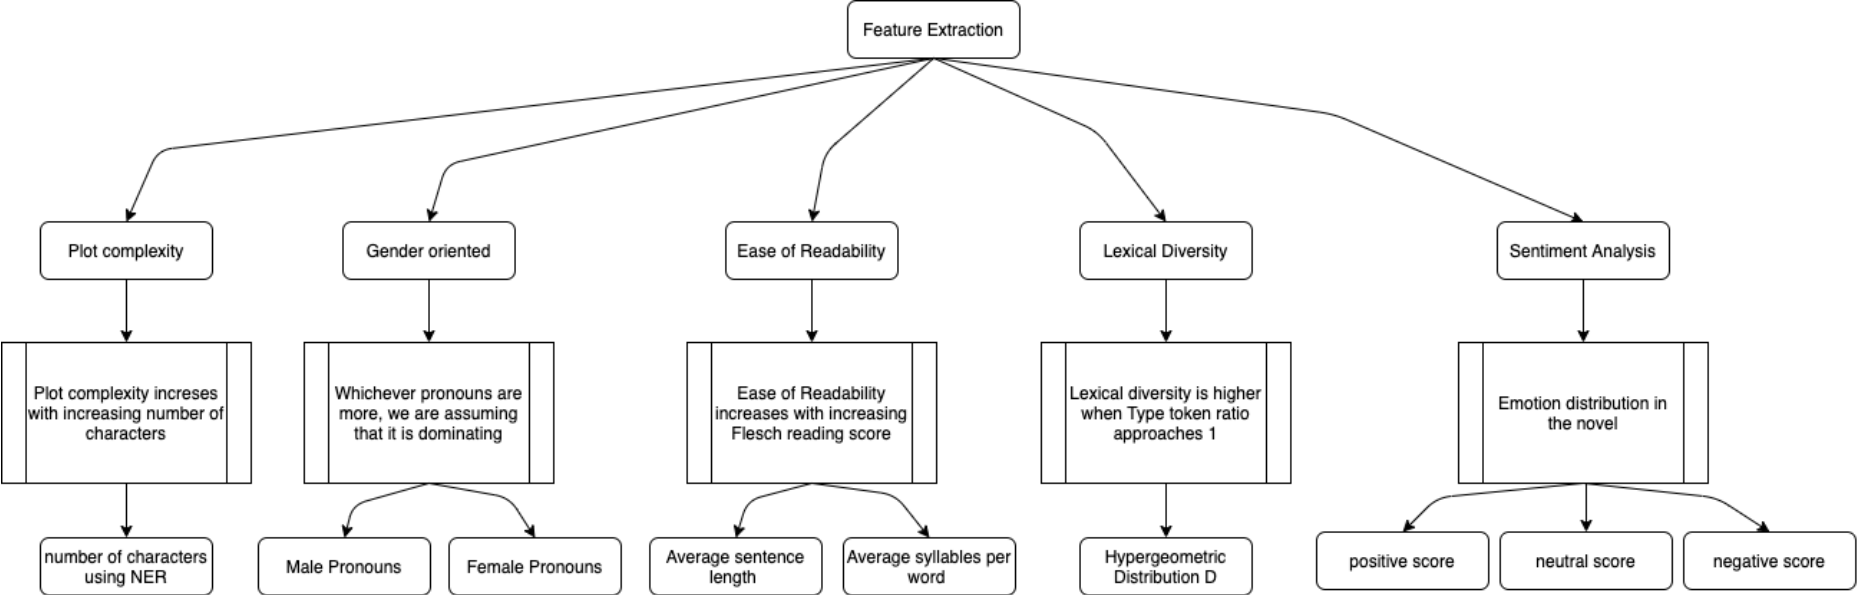 Feature Extraction
Plot complexity
Gender oriented
Ease of Readability
Lexical Diversity
Sentiment Analysis
Plot complexity increses
with increasing number of
characters
Whichever pronouns are
more, we are assuming
that it is dominating
Ease of Readability
increases with increasing
Flesch reading score
Lexical diversity is higher
when Type token ratio
approaches 1
Emotion distribution in
the novel
number of characters
using NER
Male Pronouns
Female Pronouns
Average sentence
length
Average syllables per
word
Hypergeometric
Distribution D
positive score
neutral score
negative score